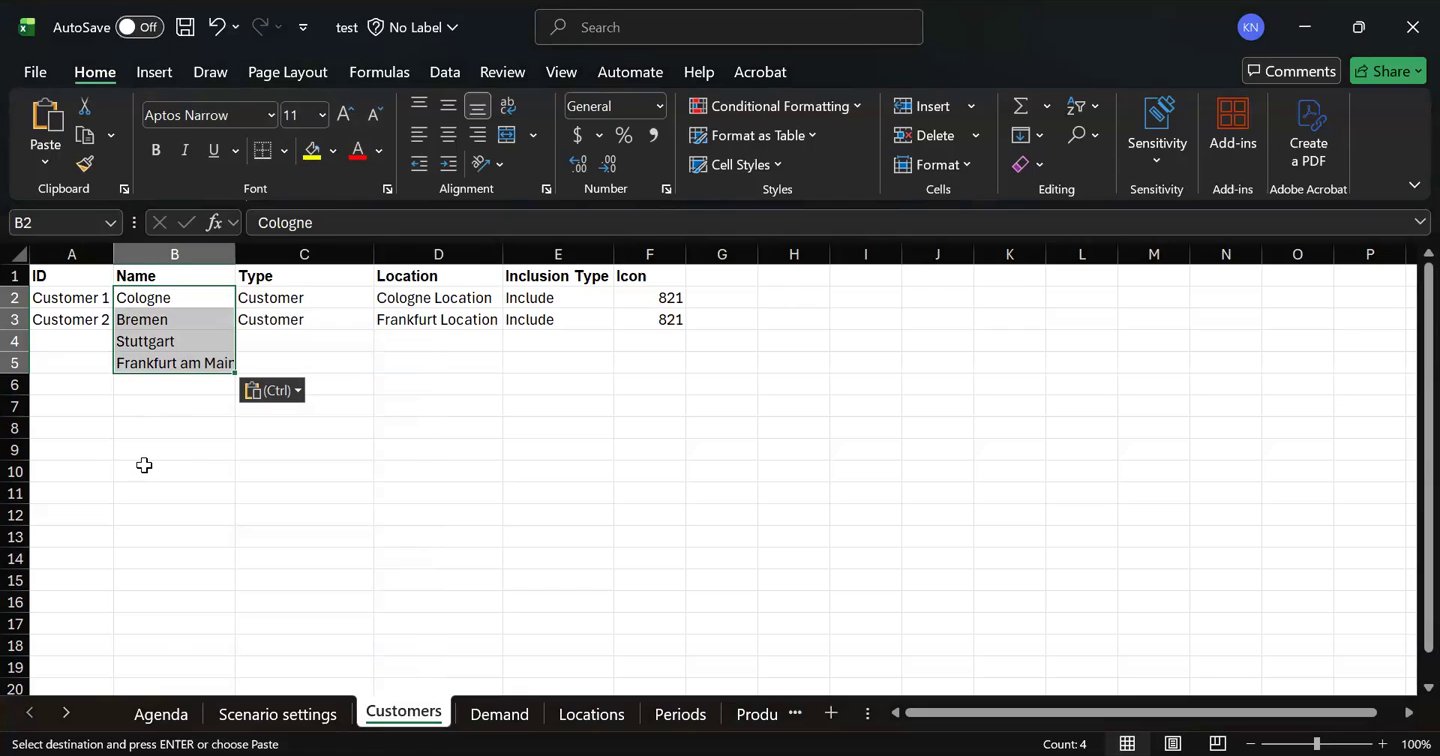 AutoSave Off test No Label Search KN
File Home Insert Draw Page Layout Formulas Data Review View Automate Help Acrobat Comments Share
Paste
Clipboard
Aptos Narrow 11
B I U A
Font
ab
Alignment
General
$ % 9
.00
Number
Conditional Formatting
Format as Table
Cell Styles
Styles
Insert
Delete
Format
Cells
Editing
Sensitivity
Sensitivity
Add-ins
Add-ins
Create
a PDF
Adobe Acrobat
B2 fx Cologne
A B C D E F G H I J K L M N O P
1 ID Name Type Location Inclusion Type Icon
2 Customer 1 Cologne Customer Cologne Location Include 821
3 Customer 2 Bremen Customer Frankfurt Location Include 821
4 Stuttgart
5 Frankfurt am Main
6 (Ctrl)
7
8
9
10
11
12
13
14
15
16
17
18
19
20
Agenda Scenario settings Customers Demand Locations Periods Produ ...
Select destination and press ENTER or choose Paste Count: 4 100%